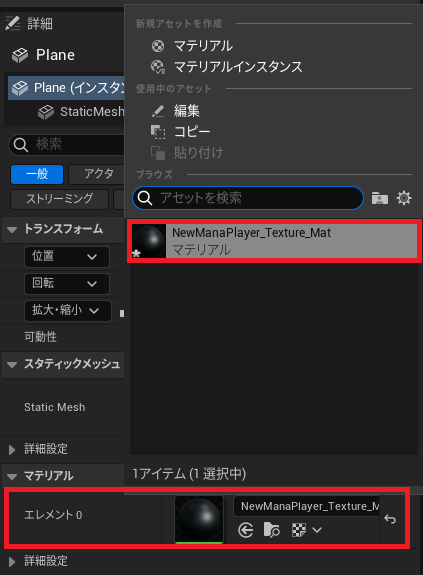 詳細
Plane
Plane (インスタン
StaticMesh
検索
一般
アクタ
ストリーミング
トランスフォーム
位置
回転
拡大・縮小
可動性
スタティックメッシュ
Static Mesh
詳細設定
マテリアル
エレメント 0
NewManaPlayer_Texture_M
詳細設定
新規アセットを作成
マテリアル
マテリアルインスタンス
使用中のアセット
編集
コピー
貼り付け
ブラウズ
アセットを検索
NewManaPlayer_Texture_Mat
マテリアル
1アイテム (1 選択中)